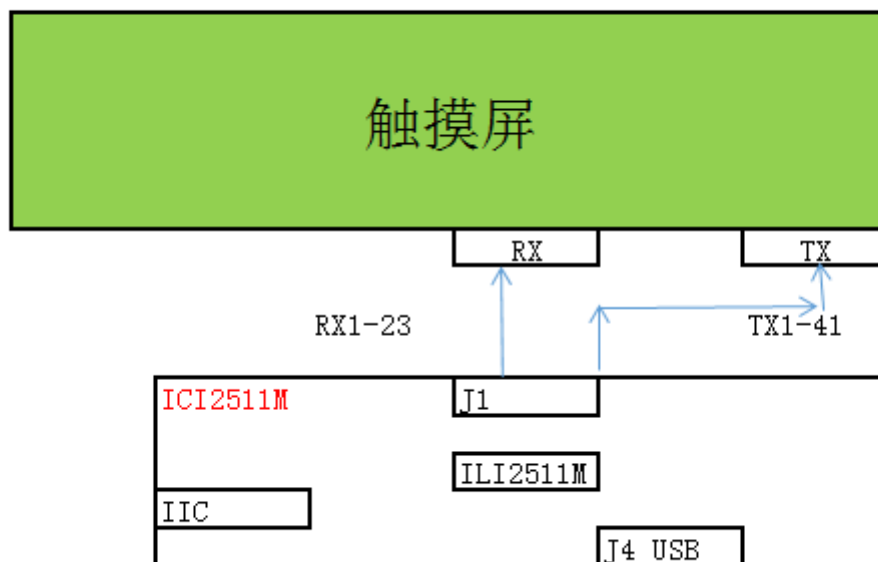 触摸屏
RX
TX
RX1-23
TX1-41
ICI2511M
J1
ILI2511M
IIC
J4 USB